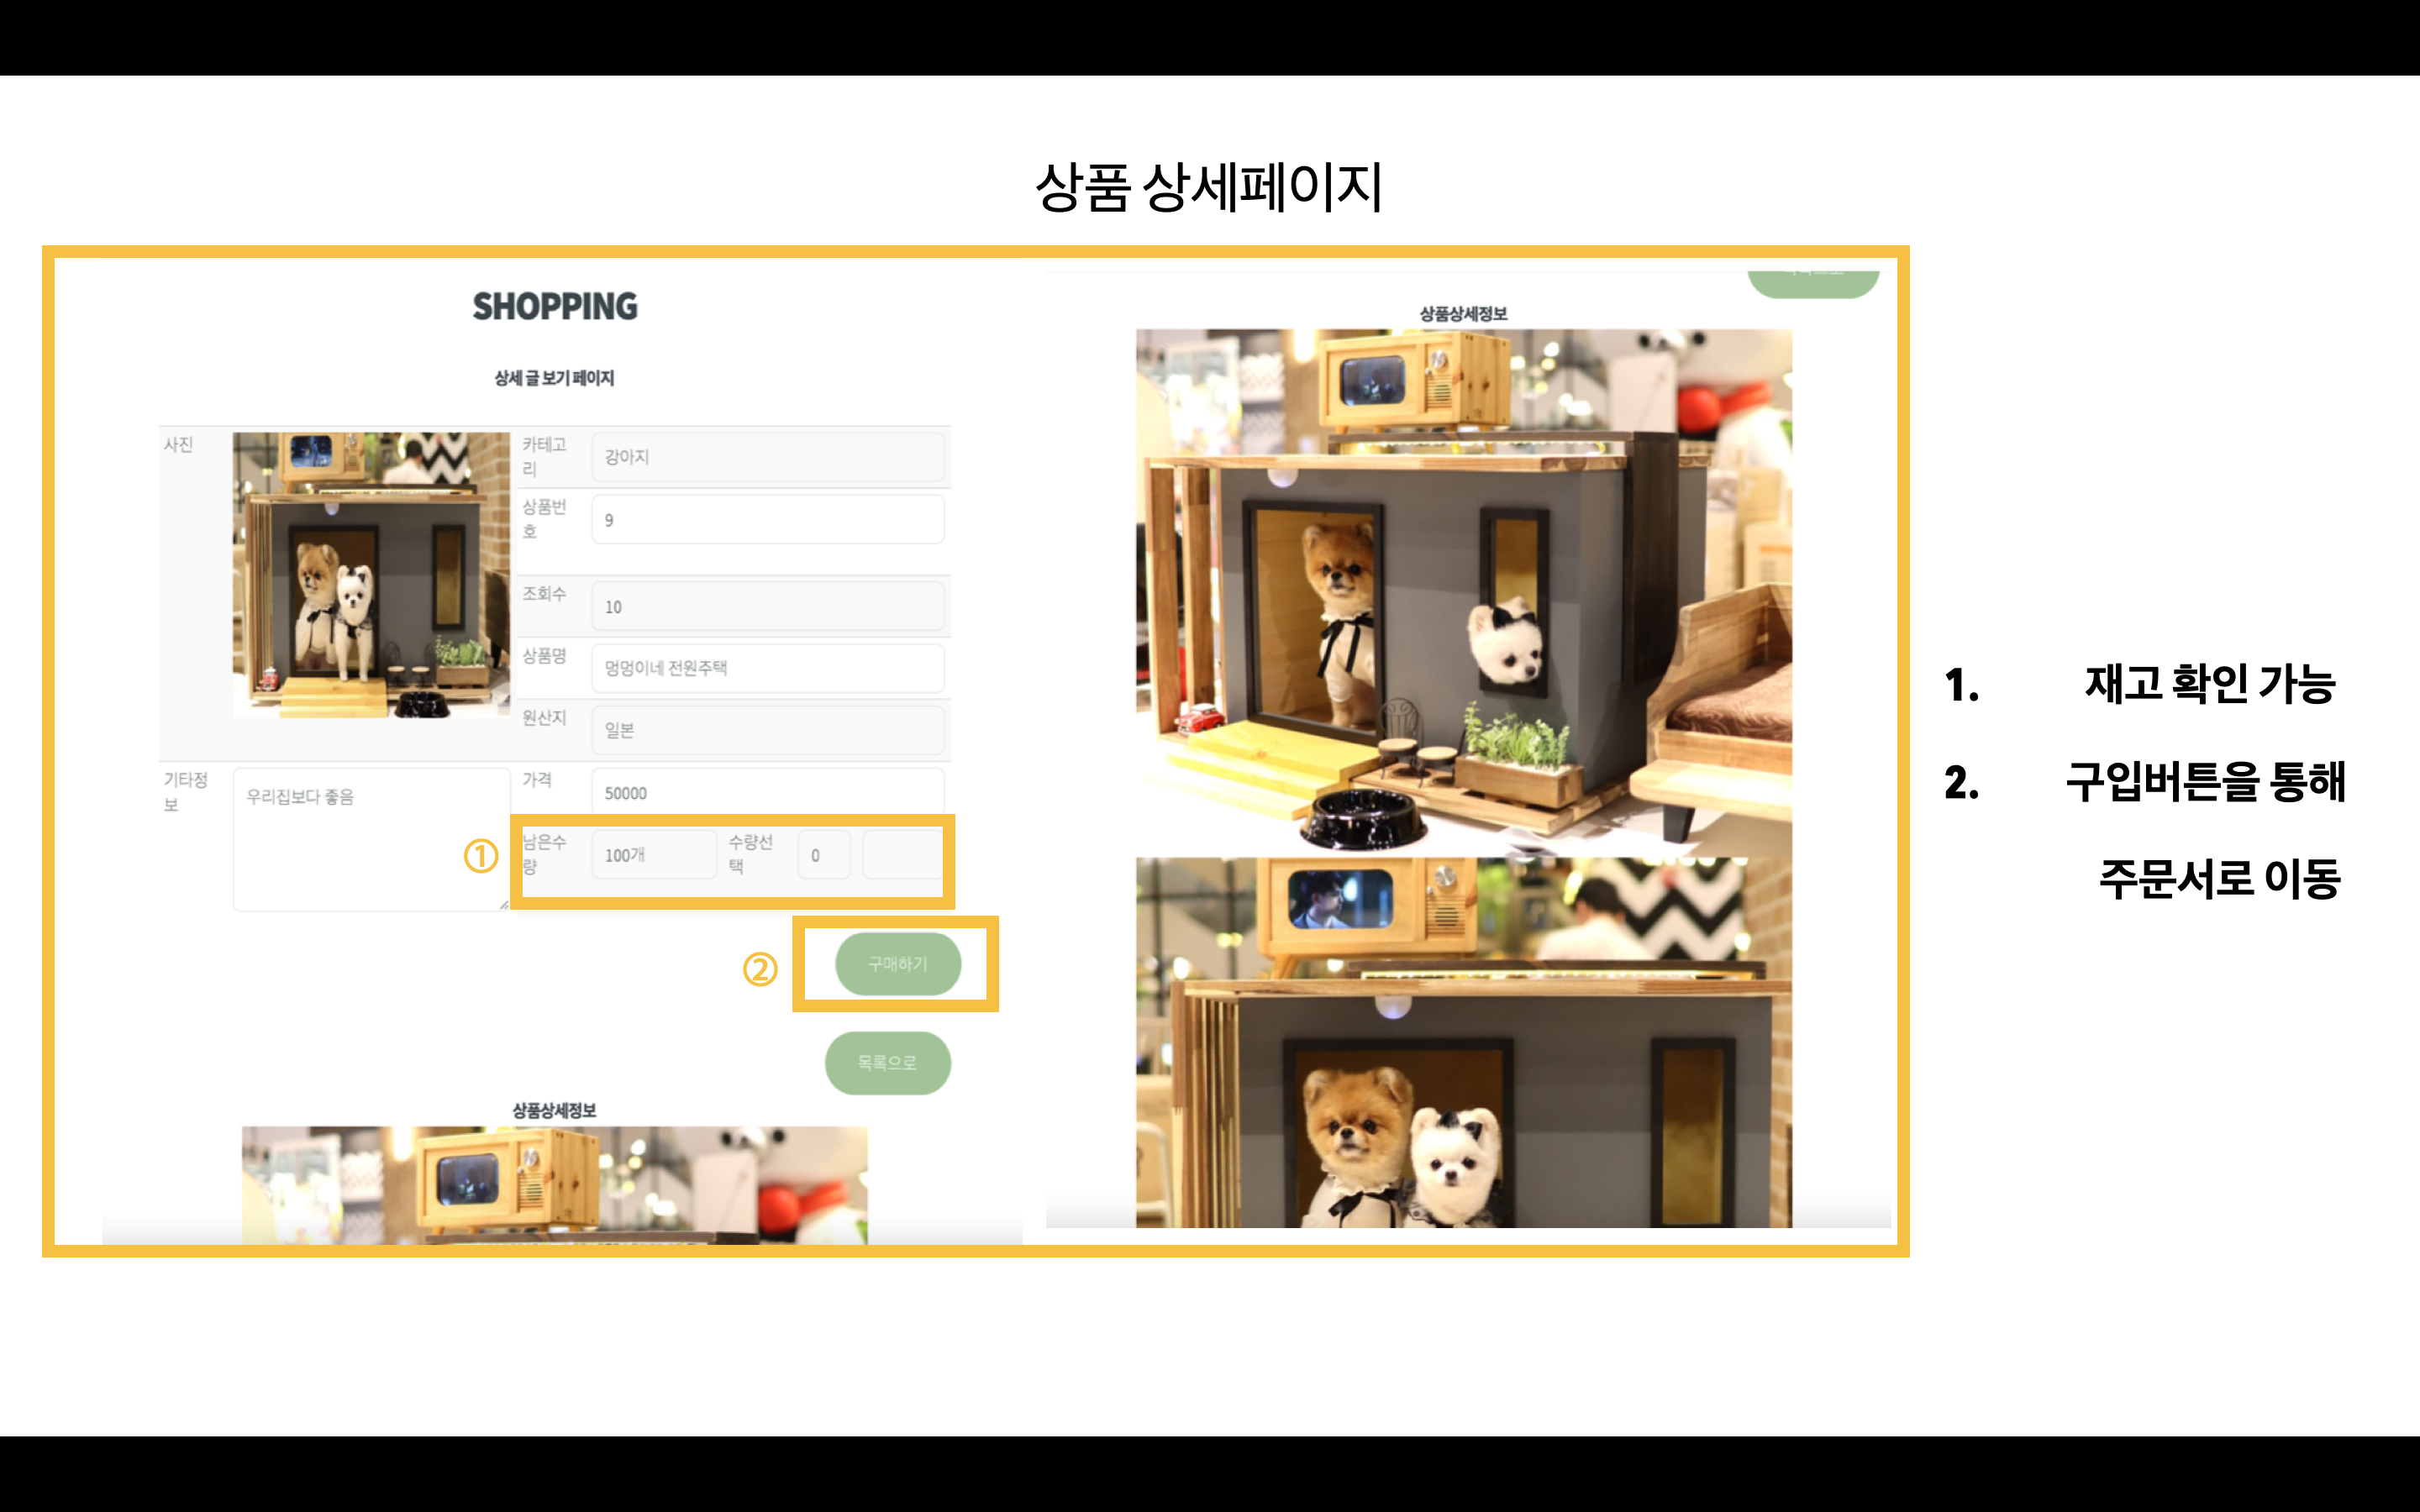 상품 상세페이지
SHOPPING
상세 글 보기 페이지
사진
카테고
리
강아지
상품번
호
9
조회수
10
상품명
멍멍이네 전원주택
원산지
일본
기타정
보
우리집보다 좋음
가격
50000
①
남은수
량
100개
수량선
택
0
②
구매하기
목록으로
상품상세정보
상품상세정보
1. 재고 확인 가능
2. 구입버튼을 통해
주문서로 이동